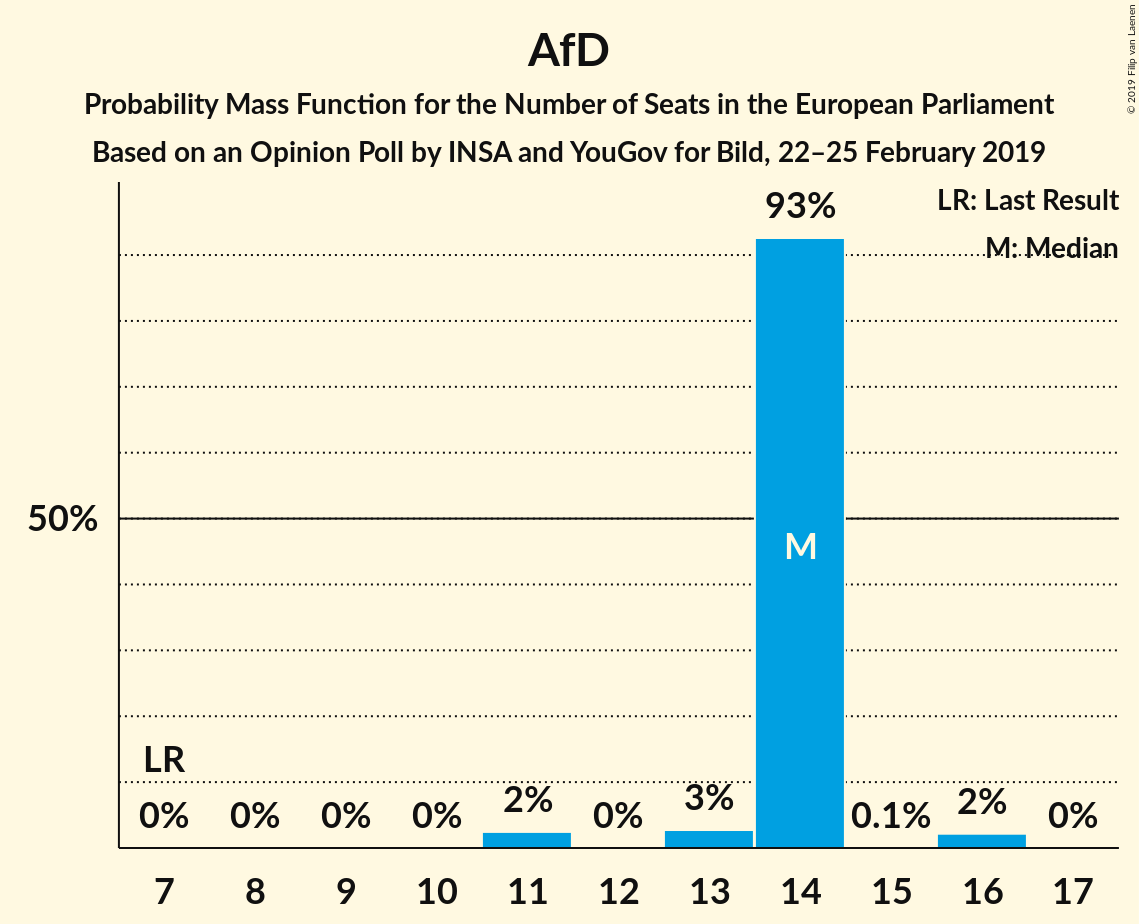 AfD
Probability Mass Function for the Number of Seats in the European Parliament
Based on an Opinion Poll by INSA and YouGov for Bild, 22–25 February 2019
© 2019 Filip van Laenen
LR: Last Result
M: Median
93%
50%
M
LR
0% 0% 0% 0% 2% 0% 3% 0.1% 2% 0%
7 8 9 10 11 12 13 14 15 16 17